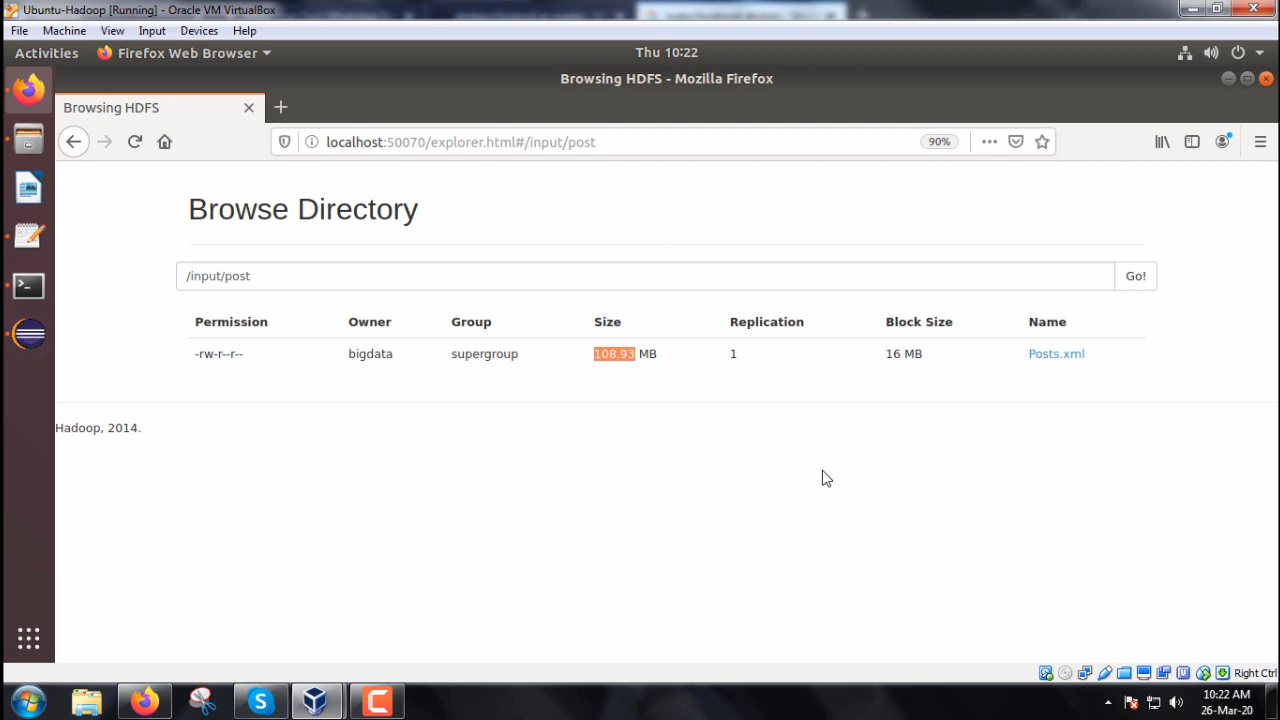 Ubuntu-Hadoop [Running] - Oracle VM VirtualBox
File Machine View Input Devices Help
Activities Firefox Web Browser Thu 10:22
Browsing HDFS - Mozilla Firefox
Browsing HDFS
localhost:50070/explorer.html#/input/post 90%
Browse Directory
/input/post Go!
Permission Owner Group Size Replication Block Size Name
-rw-r--r-- bigdata supergroup 108.93 MB 1 16 MB Posts.xml
Hadoop, 2014.
Right Ctrl
10:22 AM
26-Mar-20